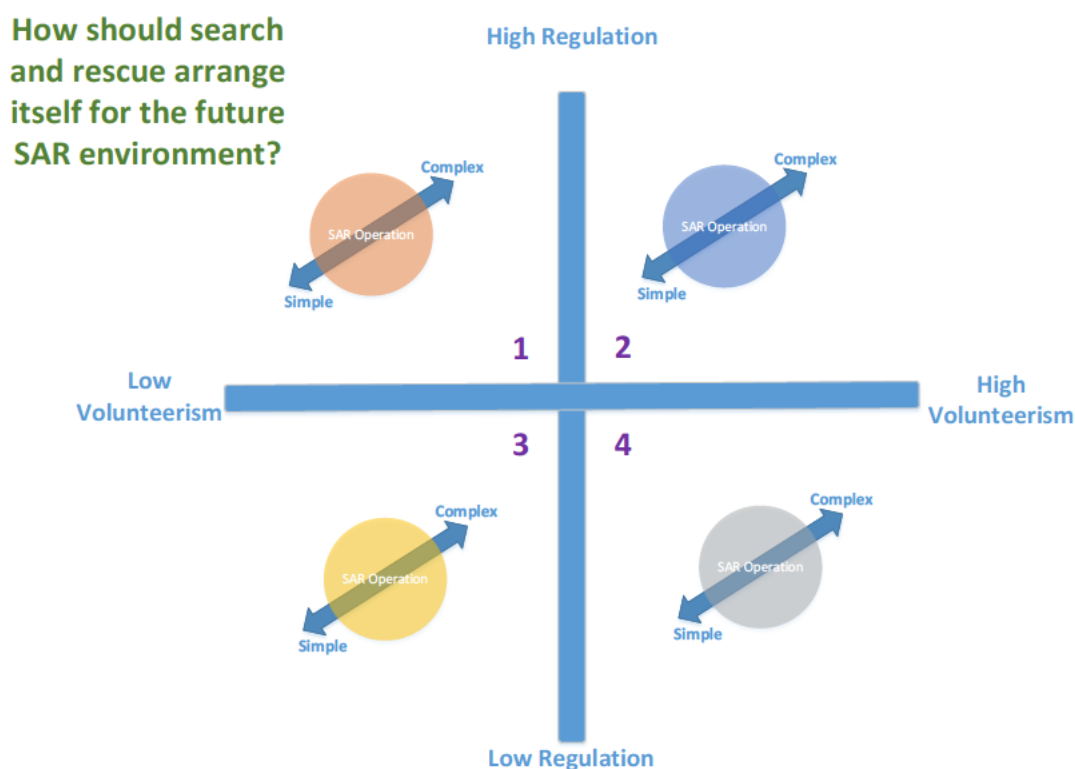 How should search
and rescue arrange
itself for the future
SAR environment?
High Regulation
Complex
SAR Operation
Simple
Complex
SAR Operation
Simple
1
2
Low
Volunteerism
High
Volunteerism
3
4
Complex
SAR Operation
Simple
Complex
SAR Operation
Simple
Low Regulation